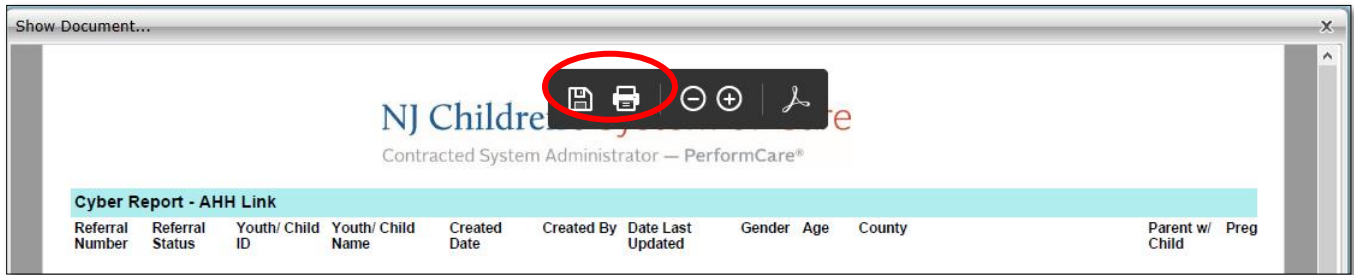 Show Document... x
NJ Childre e
Contracted System Administrator — PerformCare®
Cyber Report - AHH Link
Referral Number Referral Status Youth/ Child ID Youth/ Child Name Created Date Created By Date Last Updated Gender Age County Parent w/ Child Preg